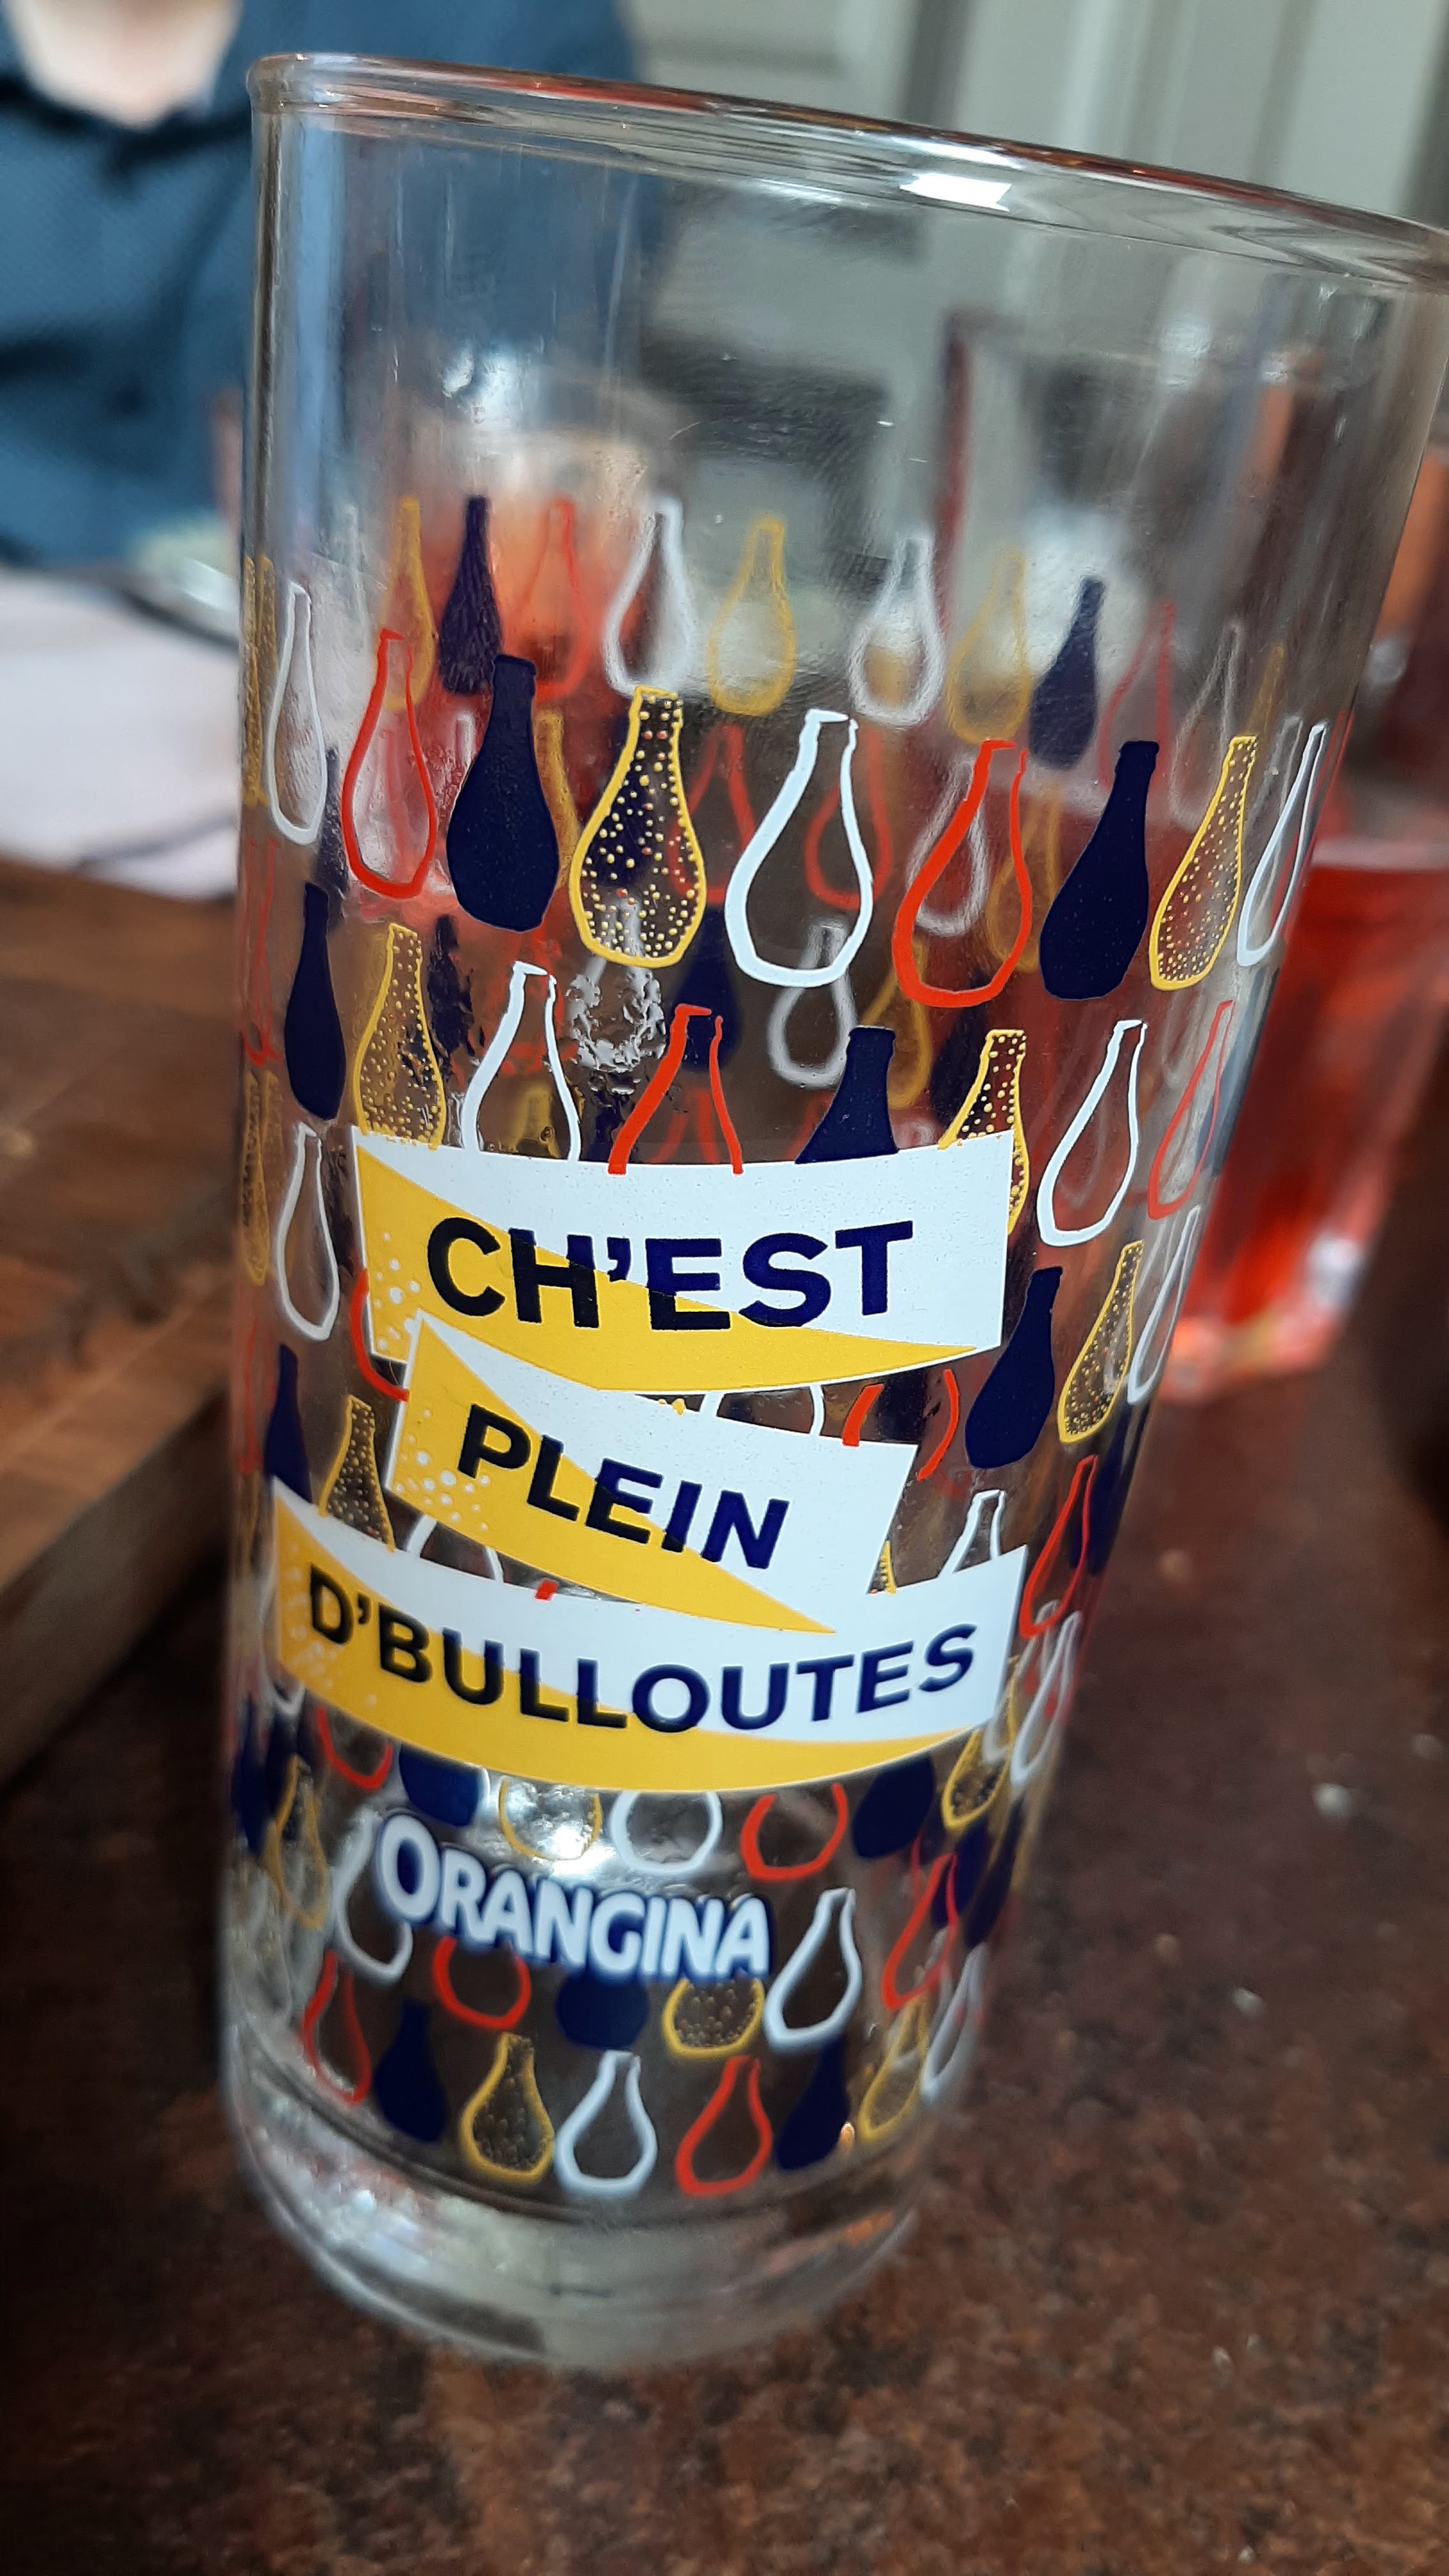 CH'EST
PLEIN
D'BULLOUTES
ORANGINA